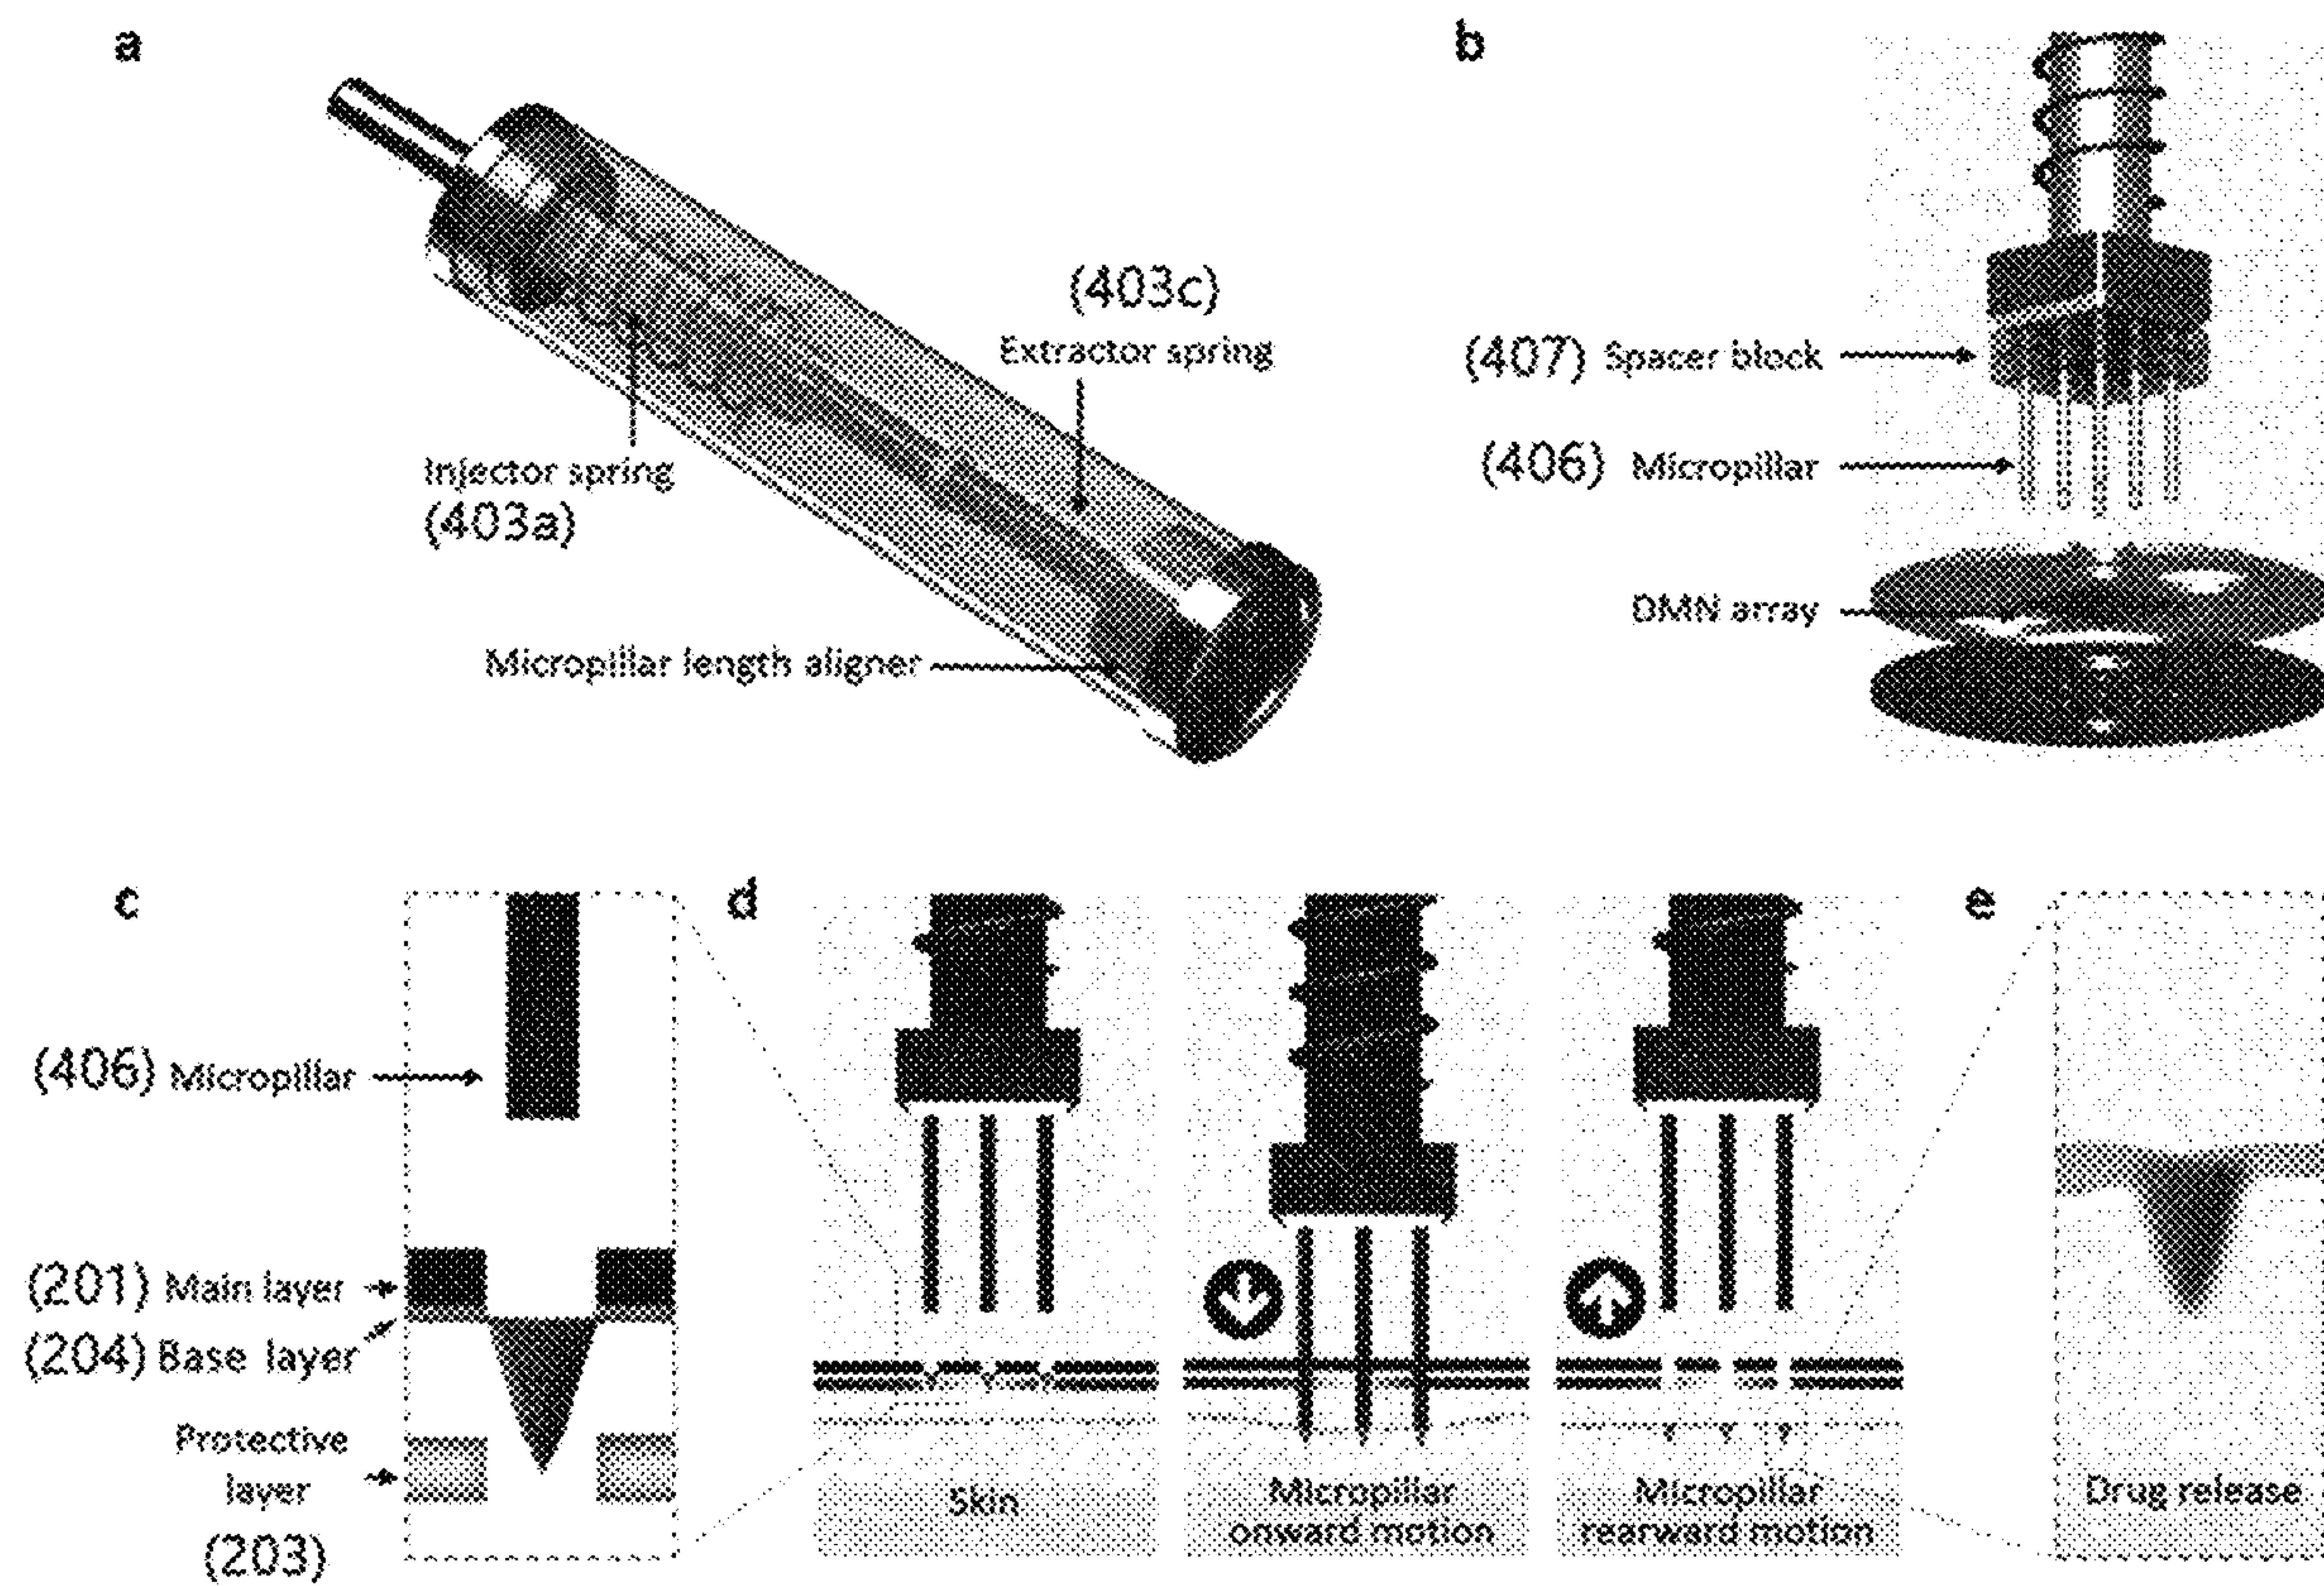 a
(403c)
Extractor spring
Injector spring
(403a)
Micropillar length aligner
b
(407) Spacer block
(406) Micropillar
DMN array
c
(406) Micropillar
(201) Main layer
(204) Base layer
Protective
layer
(203)
d
Skin
Micropillar
onward motion
Micropillar
rearward motion
e
Drug release